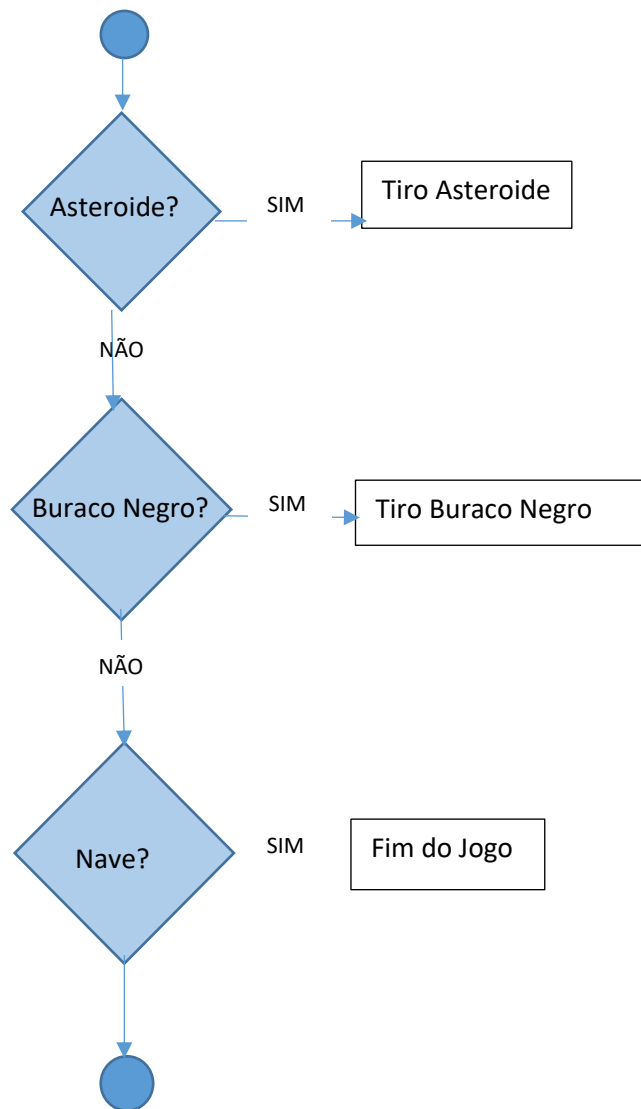 Asteroide?
SIM
Tiro Asteroide
NÃO
Buraco Negro?
SIM
Tiro Buraco Negro
NÃO
Nave?
SIM
Fim do Jogo